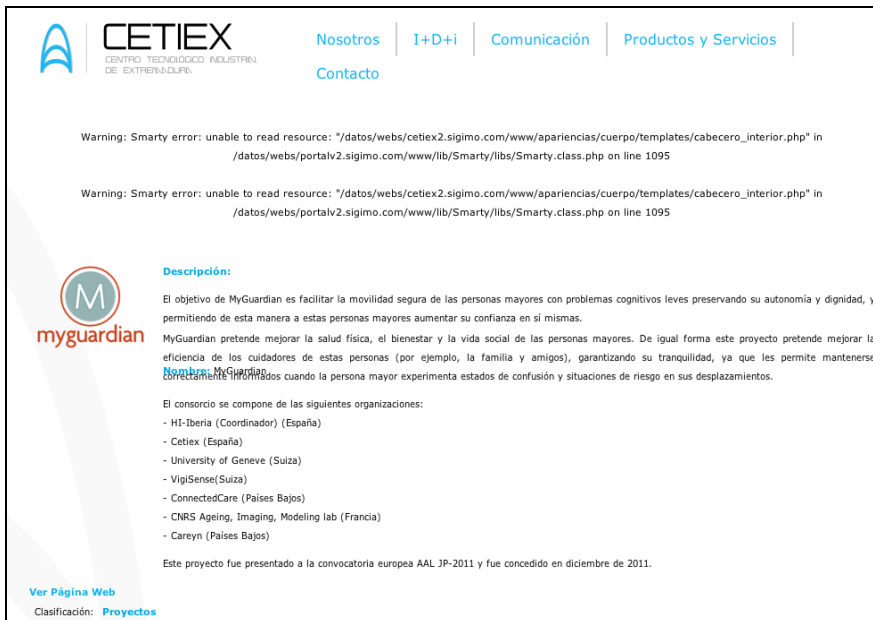 CETIEX
CENTRO TECNOLÓGICO INDUSTRIAL
DE EXTREMADURA
Nosotros
I+D+i
Comunicación
Productos y Servicios
Contacto
Warning: Smarty error: unable to read resource: "/datos/webs/cetiex2.sigimo.com/www/apariencias/cuerpo/templates/cabecero_interior.php" in
/datos/webs/portalv2.sigimo.com/www/lib/Smarty/libs/Smarty.class.php on line 1095
Warning: Smarty error: unable to read resource: "/datos/webs/cetiex2.sigimo.com/www/apariencias/cuerpo/templates/cabecero_interior.php" in
/datos/webs/portalv2.sigimo.com/www/lib/Smarty/libs/Smarty.class.php on line 1095
M
myguardian
Descripción:
El objetivo de MyGuardian es facilitar la movilidad segura de las personas mayores con problemas cognitivos leves preservando su autonomía y dignidad, y
permitiendo de esta manera a estas personas mayores aumentar su confianza en sí mismas.
MyGuardian pretende mejorar la salud física, el bienestar y la vida social de las personas mayores. De igual forma este proyecto pretende mejorar la
eficiencia de los cuidadores de estas personas (por ejemplo, la familia y amigos), garantizando su tranquilidad, ya que les permite mantenerse
Nombre: MyGuardian
correctamente informados cuando la persona mayor experimenta estados de confusión y situaciones de riesgo en sus desplazamientos.
El consorcio se compone de las siguientes organizaciones:
- HI-Iberia (Coordinador) (España)
- Cetiex (España)
- University of Geneve (Suiza)
- VigiSense(Suiza)
- ConnectedCare (Países Bajos)
- CNRS Ageing, Imaging, Modeling lab (Francia)
- Careyn (Países Bajos)
Este proyecto fue presentado a la convocatoria europea AAL JP-2011 y fue concedido en diciembre de 2011.
Ver Página Web
Clasificación: Proyectos